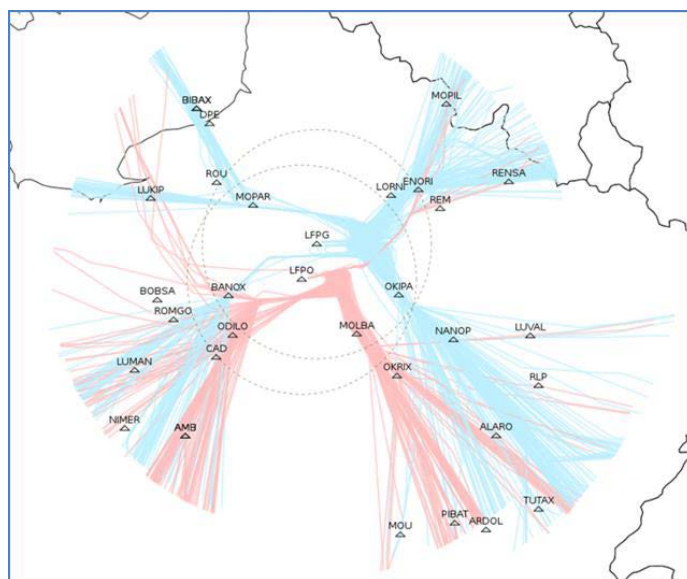 BIBAX
DPE
MOPIL
ROU
RENSA
LUKIP
MOPAR
LORNI
ENORI
REM
LFPG
LFPO
BOBSA
BANOX
OKIPA
ROMGO
ODILO
MOLBA
NANOP
LUVAL
CAD
LUMAN
OKRIX
RLP
NIMER
AMB
ALARO
TUTAX
MOU
PIBAT
ARDOL